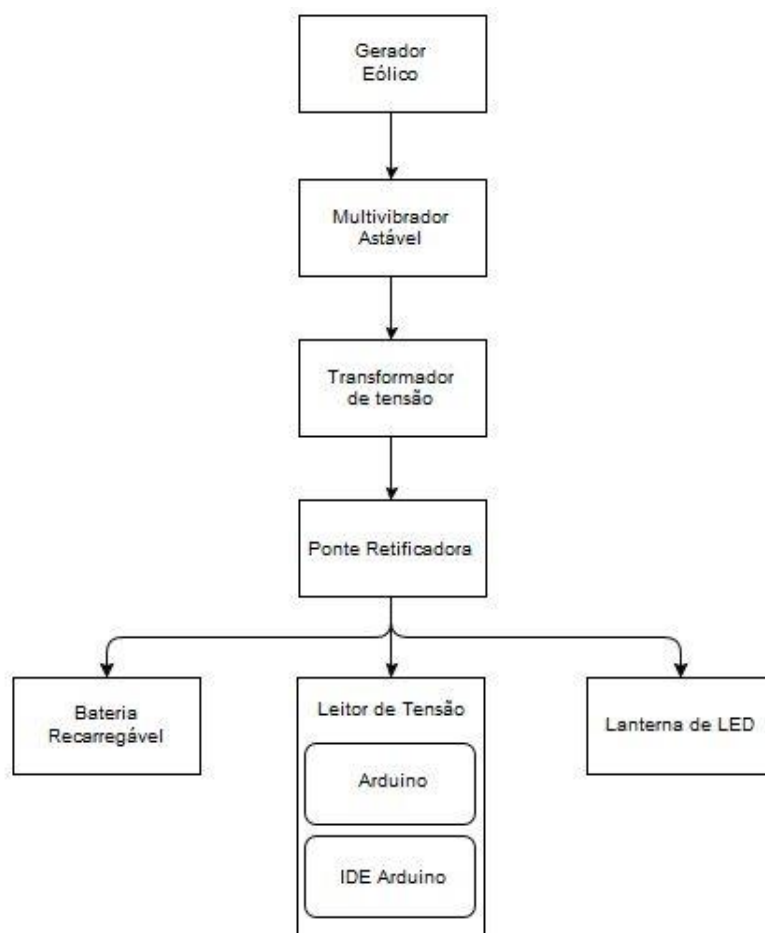 Gerador
Eólico
Multivibrador
Astável
Transformador
de tensão
Ponte Retificadora
Bateria
Recarregável
Leitor de Tensão
Arduino
IDE Arduino
Lanterna de LED